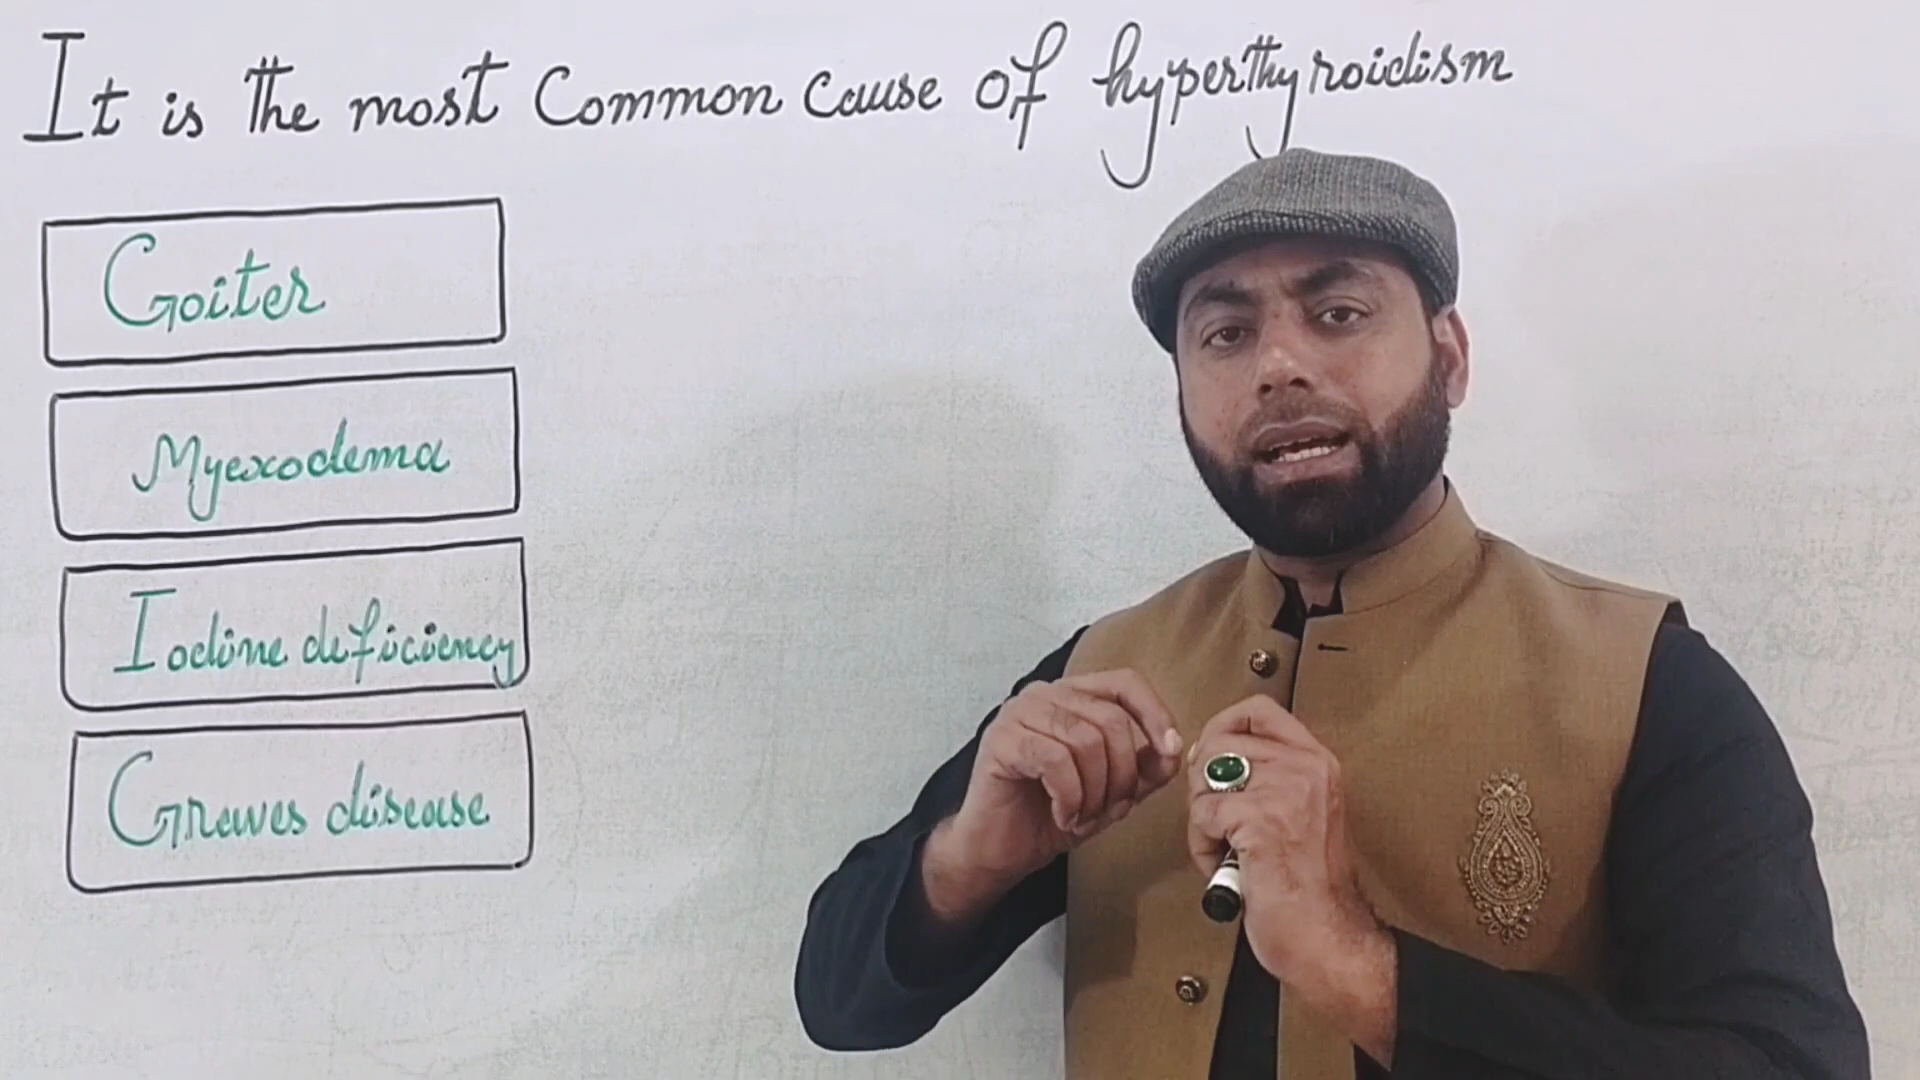 It is the most Common cause of hyperthyroidism
Goiter
Myexodema
Iodine deficiency
Graves disease